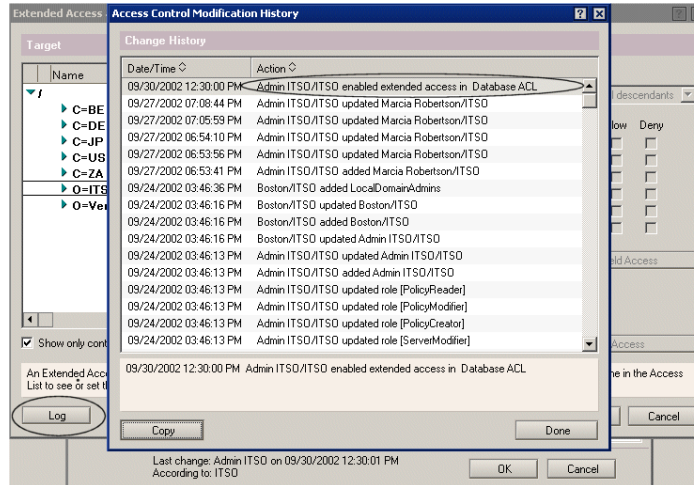 Extended Access
Access Control Modification History
Target
Change History
Name
Date/Time Action
/
C=BE
C=DE
C=JP
C=US
C=ZA
O=ITS
O=Ver
09/30/2002 12:30:00 PM Admin ITSO/ITSO enabled extended access in Database ACL
09/27/2002 07:08:44 PM Admin ITSO/ITSO updated Marcia Robertson/ITSO
09/27/2002 07:05:59 PM Admin ITSO/ITSO updated Marcia Robertson/ITSO
09/27/2002 06:54:10 PM Admin ITSO/ITSO updated Marcia Robertson/ITSO
09/27/2002 06:53:56 PM Admin ITSO/ITSO updated Marcia Robertson/ITSO
09/27/2002 06:53:41 PM Admin ITSO/ITSO added Marcia Robertson/ITSO
09/24/2002 03:46:36 PM Boston/ITSO added LocalDomainAdmins
09/24/2002 03:46:16 PM Boston/ITSO updated Boston/ITSO
09/24/2002 03:46:16 PM Boston/ITSO added Boston/ITSO
09/24/2002 03:46:16 PM Boston/ITSO updated Admin ITSO/ITSO
09/24/2002 03:46:13 PM Admin ITSO/ITSO updated Admin ITSO/ITSO
09/24/2002 03:46:13 PM Admin ITSO/ITSO added Admin ITSO/ITSO
09/24/2002 03:46:13 PM Admin ITSO/ITSO updated role [PolicyReader]
09/24/2002 03:46:13 PM Admin ITSO/ITSO updated role [PolicyModifier]
09/24/2002 03:46:13 PM Admin ITSO/ITSO updated role [PolicyCreator]
09/24/2002 03:46:13 PM Admin ITSO/ITSO updated role [ServerModifier]
descendants
low Deny
eld Access
Access
Show only cont
09/30/2002 12:30:00 PM Admin ITSO/ITSO enabled extended access in Database ACL
An Extended Acce
List to see or set th
ne in the Access
Log
Copy
Done
Cancel
Last change: Admin ITSO on 09/30/2002 12:30:01 PM
According to: ITSO
OK
Cancel